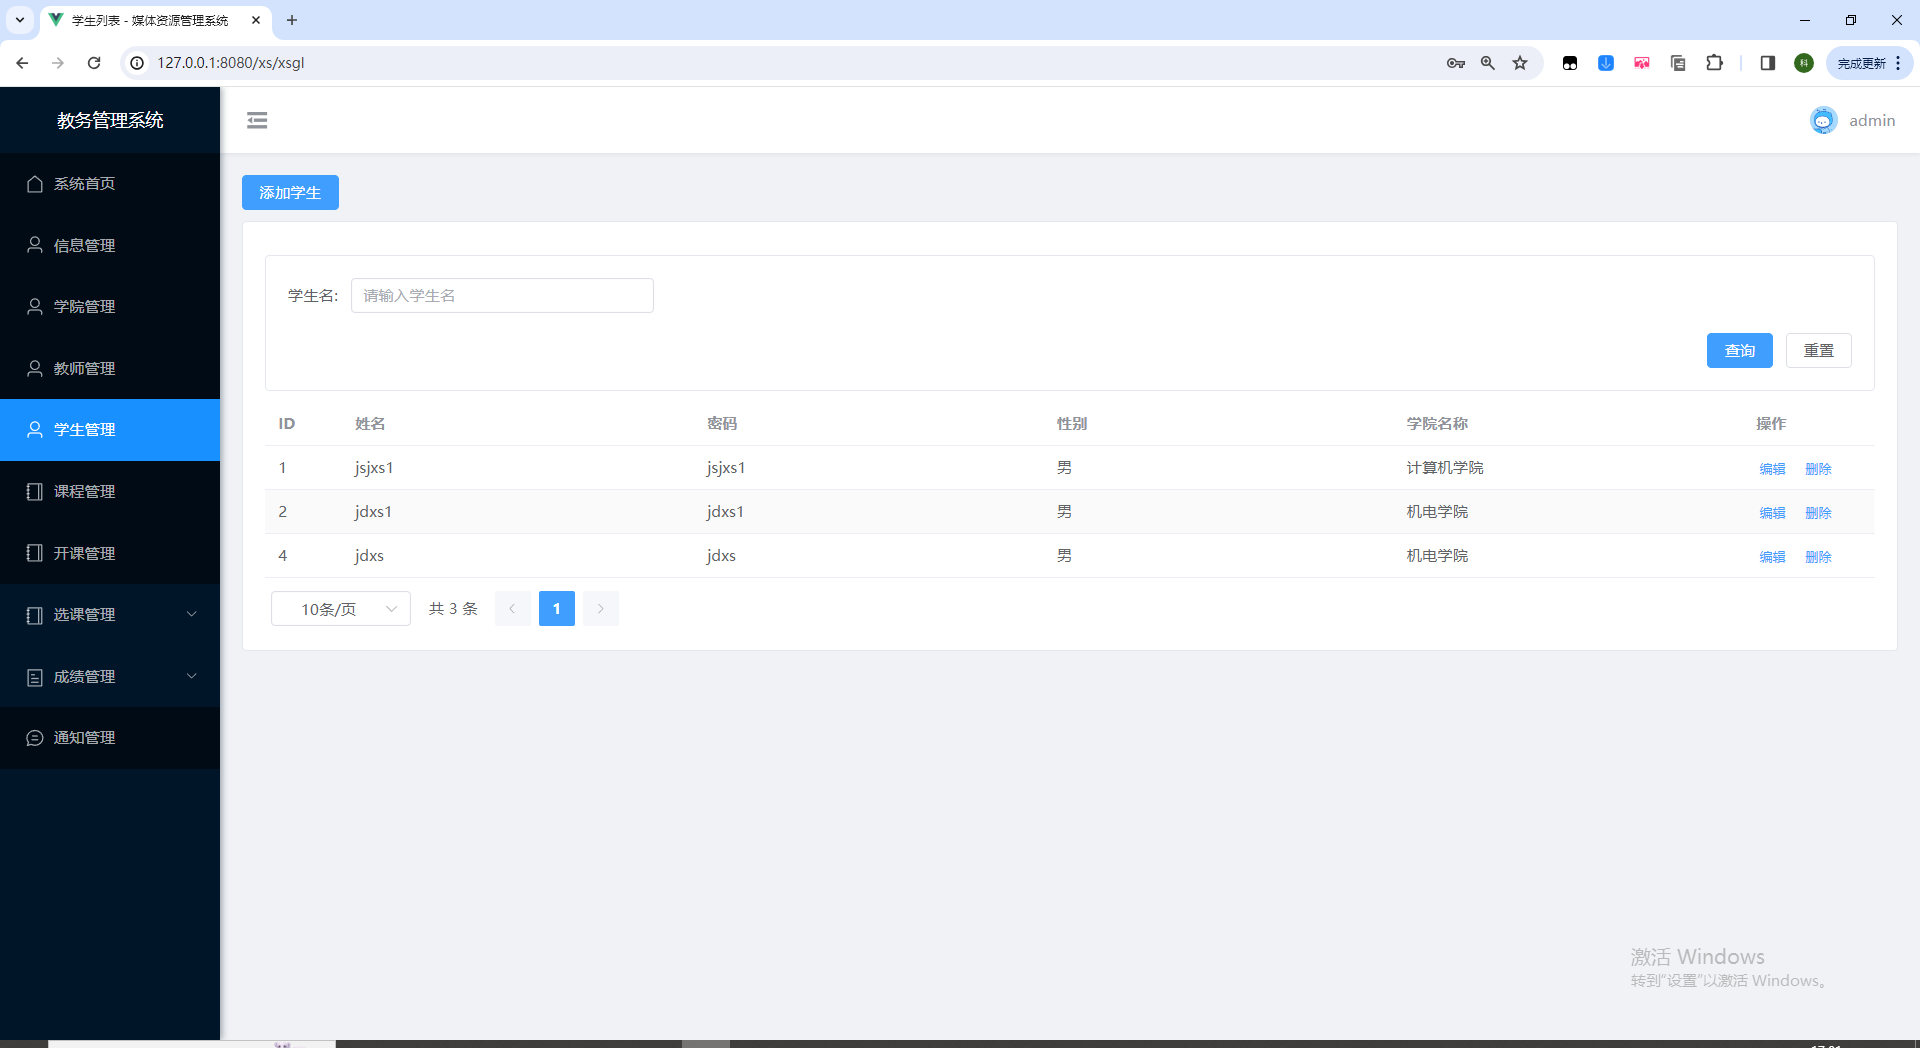 学生列表 - 媒体资源管理系统
127.0.0.1:8080/xs/xsgl
科
完成更新
教务管理系统
admin
系统首页
信息管理
学院管理
教师管理
学生管理
课程管理
开课管理
选课管理
成绩管理
通知管理
添加学生
学生名: 请输入学生名
查询 重置
ID 姓名 密码 性别 学院名称 操作
1 jsjxs1 jsjxs1 男 计算机学院 编辑 删除
2 jdxs1 jdxs1 男 机电学院 编辑 删除
4 jdxs jdxs 男 机电学院 编辑 删除
10条/页 共 3 条 1
激活 Windows
转到“设置”以激活 Windows。